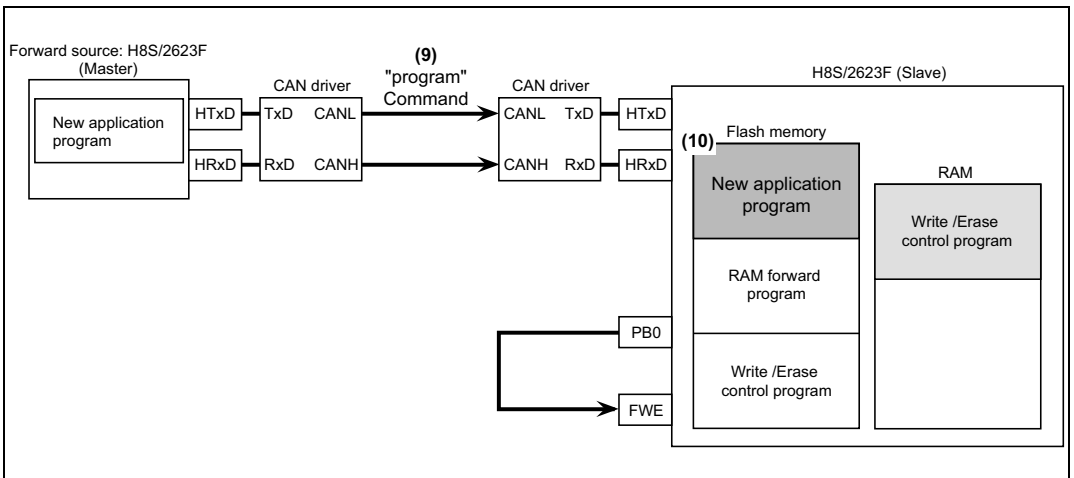 Forward source: H8S/2623F
(Master)
New application
program
HTxD
HRxD
CAN driver
TxD CANL
RxD CANH
(9)
"program"
Command
CAN driver
CANL TxD
CANH RxD
HTxD
HRxD
H8S/2623F (Slave)
(10)
Flash memory
New application
program
RAM forward
program
Write /Erase
control program
RAM
Write /Erase
control program
PB0
FWE